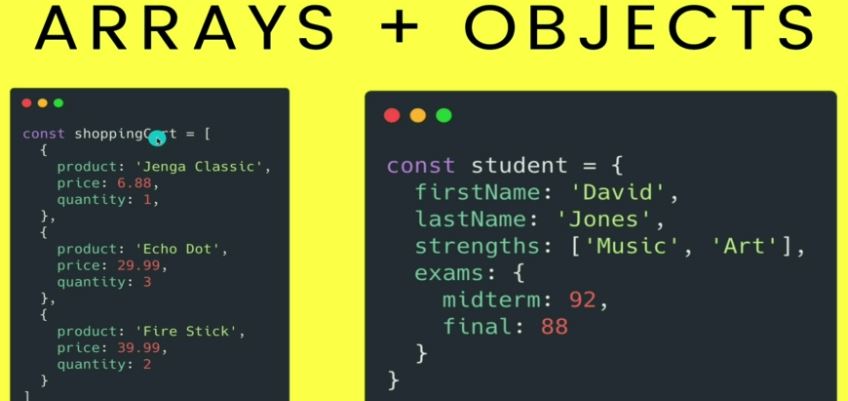 ARRAYS + OBJECTS
const shoppingCart = [
{
product: 'Jenga Classic',
price: 6.88,
quantity: 1,
},
{
product: 'Echo Dot',
price: 29.99,
quantity: 3
},
{
product: 'Fire Stick',
price: 39.99,
quantity: 2
}
]
const student = {
firstName: 'David',
lastName: 'Jones',
strengths: ['Music', 'Art'],
exams: {
midterm: 92,
final: 88
}
}